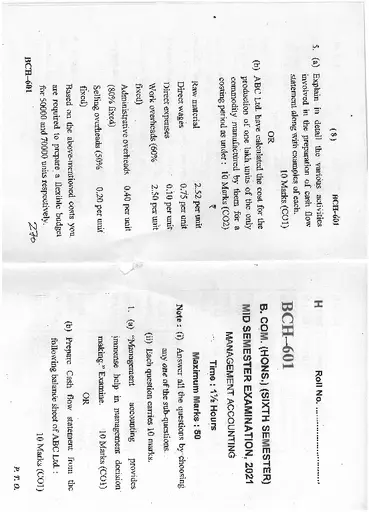 H
Roll No. ..............................
BCH–601
B. COM. (HONS.) (SIXTH SEMESTER)
MID SEMESTER EXAMINATION, 2021
MANAGEMENT ACCOUNTING
Time : 1½ Hours
Maximum Marks : 50
Note : (i) Answer all the questions by choosing
any one of the sub-questions.
(ii) Each question carries 10 marks.
1. (a) “Management accounting provides
immense help in management decision
making.” Examine. 10 Marks (CO1)
OR
(b) Prepare Cash flow statement from the
following balance sheet of ABC Ltd. :
10 Marks (CO1)
P. T. O.
( 8 )
BCH–601
5. (a) Explain in detail the various activities
involved in the preparation of cash flow
statement along with examples of each.
10 Marks (CO1)
OR
(b) ABC Ltd. have calculated the cost for the
production of one lakh units of the only
commodity manufactured by them for a
costing period as under : 10 Marks (CO2)
₹
Raw material 2.52 per unit
Direct wages 0.75 per unit
Direct expenses 0.10 per unit
Work overheads (60% 2.50 per unit
fixed)
Administrative overheads 0.40 per unit
(80% fixed)
Selling overheads (50% 0.20 per unit
fixed)
Based on the above-mentioned costs you
are required to prepare a flexible budget
for 50000 and 70000 units respectively.
BCH–601
270